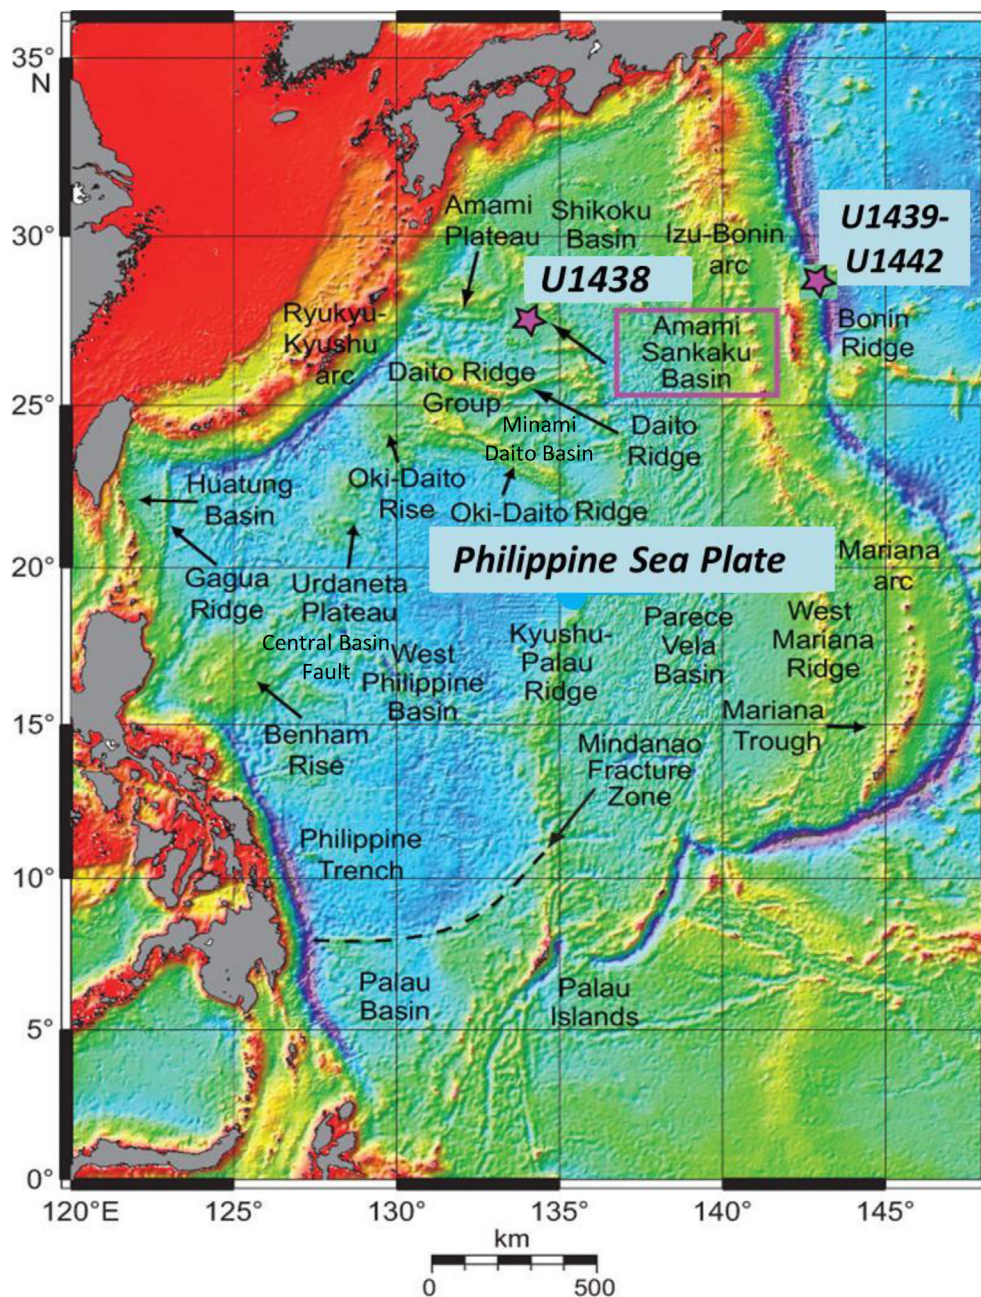 35°
N
30°
25°
20°
15°
10°
5°
0°
120°E
125°
130°
135°
140°
145°
km
0
500
Amami
Plateau
Shikoku
Basin
Izu-Bonin
arc
U1439-
U1442
U1438
Ryukyu-
Kyushu
arc
Amami
Sankaku
Basin
Bonin
Ridge
Daito Ridge
Group
Minami
Daito Basin
Daito
Ridge
Huatung
Basin
Oki-Daito
Rise
Oki-Daito Ridge
Philippine Sea Plate
Gagua
Ridge
Urdaneta
Plateau
Mariana
arc
Central Basin
Fault
West
Philippine
Basin
Kyushu-
Palau
Ridge
Parece
Vela
Basin
West
Mariana
Ridge
Benham
Rise
Mariana
Trough
Mindanao
Fracture
Zone
Philippine
Trench
Palau
Basin
Palau
Islands